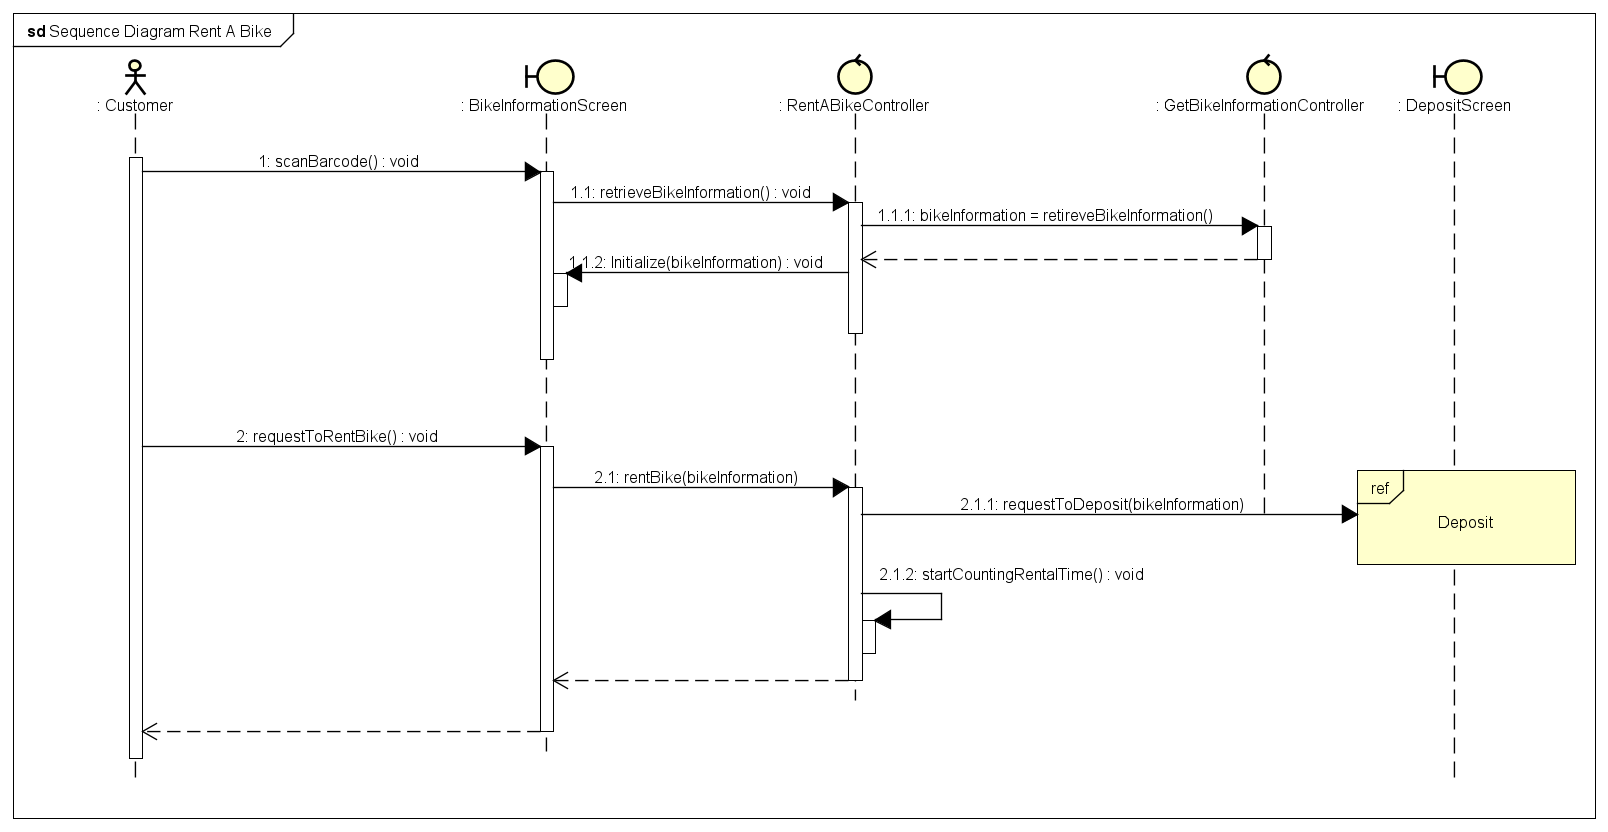 sd Sequence Diagram Rent A Bike
: Customer
: BikeInformationScreen
: RentABikeController
: GetBikeInformationController
: DepositScreen
1: scanBarcode() : void
1.1: retrieveBikeInformation() : void
1.1.1: bikeInformation = retireveBikeInformation()
1.1.2: Initialize(bikeInformation) : void
2: requestToRentBike() : void
2.1: rentBike(bikeInformation)
ref
2.1.1: requestToDeposit(bikeInformation)
Deposit
2.1.2: startCountingRentalTime() : void